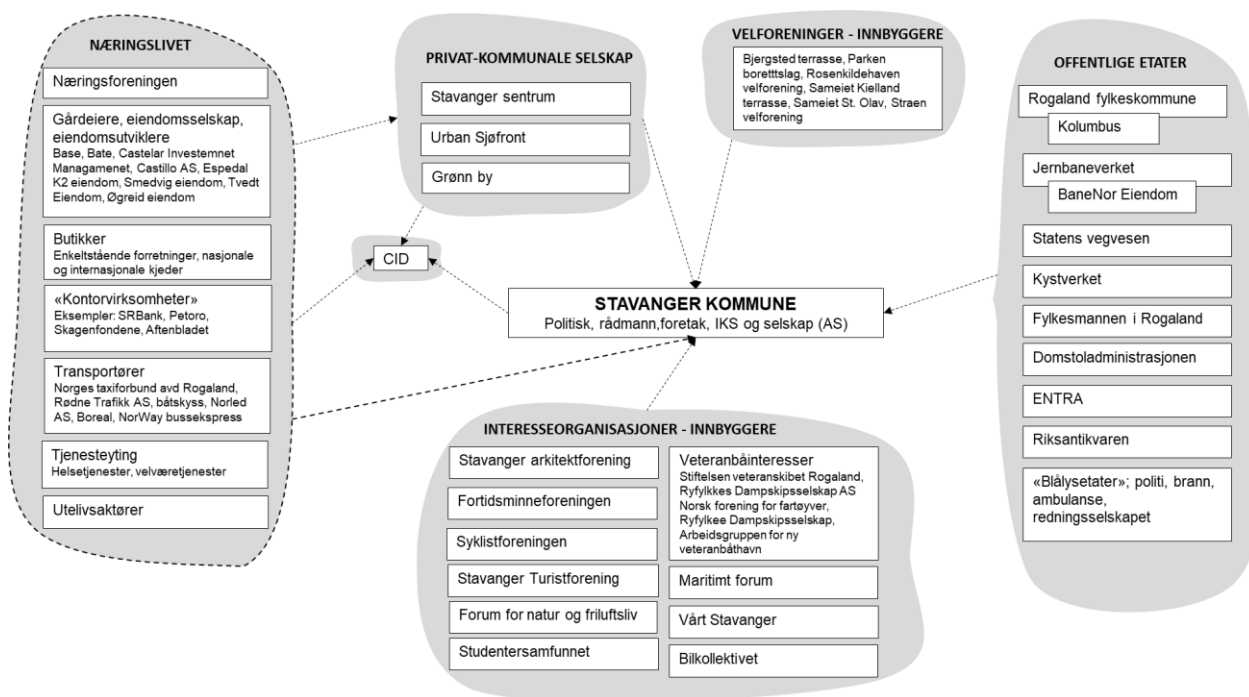 NÆRINGSLIVET
Næringsforeningen
Gårdeiere, eiendomsselskap,
eiendomsutviklere
Base, Bate, Castelar Investemnet
Managamenet, Castillo AS, Espedal
K2 eiendom, Smedvig eiendom, Tvedt
Eiendom, Øgreid eiendom
Butikker
Enkeltstående forretninger, nasjonale
og internasjonale kjeder
«Kontorvirksomheter»
Eksempler: SRBank, Petoro,
Skagenfondene, Aftenbladet
Transportører
Norges taxiforbund avd Rogaland,
Rødne Trafikk AS, båtskyss, Norled
AS, Boreal, NorWay bussekspress
Tjenesteyting
Helsetjenester, velværetjenester
Utelivsaktører
PRIVAT-KOMMUNALE SELSKAP
Stavanger sentrum
Urban Sjøfront
Grønn by
CID
VELFORENINGER - INNBYGGERE
Bjergsted terrasse, Parken
boretttslag, Rosenkildehaven
velforening, Sameiet Kielland
terrasse, Sameiet St. Olav, Straen
velforening
STAVANGER KOMMUNE
Politisk, rådmann,foretak, IKS og selskap (AS)
INTERESSEORGANISASJONER - INNBYGGERE
Stavanger arkitektforening
Fortidsminneforeningen
Syklistforeningen
Stavanger Turistforening
Forum for natur og friluftsliv
Studentersamfunnet
Veteranbåinteresser
Stiftelsen veteranskibet Rogaland,
Ryfylkkes Dampskipsselskap AS
Norsk forening for fartøyver,
Ryfylkee Dampskipsselskap,
Arbeidsgruppen for ny
veteranbåthavn
Maritimt forum
Vårt Stavanger
Bilkollektivet
OFFENTLIGE ETATER
Rogaland fylkeskommune
Kolumbus
Jernbaneverket
BaneNor Eiendom
Statens vegvesen
Kystverket
Fylkesmannen i Rogaland
Domstoladministrasjonen
ENTRA
Riksantikvaren
«Blålysetater»; politi, brann,
ambulanse,
redningsselskapet